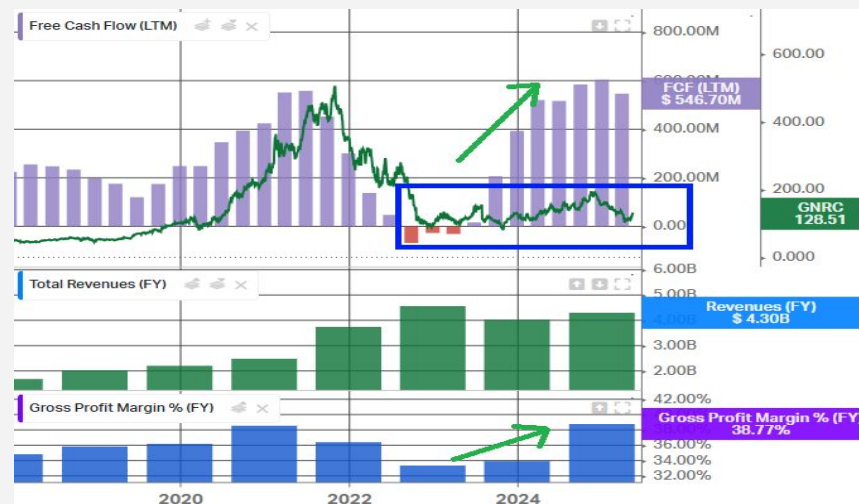 Free Cash Flow (LTM)
800.00M
600.00
FCF (LTM)
$ 546.70M
400.00M
200.00M
200.00
GNRC
128.51
0.00
0.000
6.00B
Total Revenues (FY)
5.00B
Revenues (FY)
$ 4.30B
3.00B
2.00B
42.00%
Gross Profit Margin % (FY)
Gross Profit Margin % (FY
38.77%
36.00%
34.00%
32.00%
2020
2022
2024